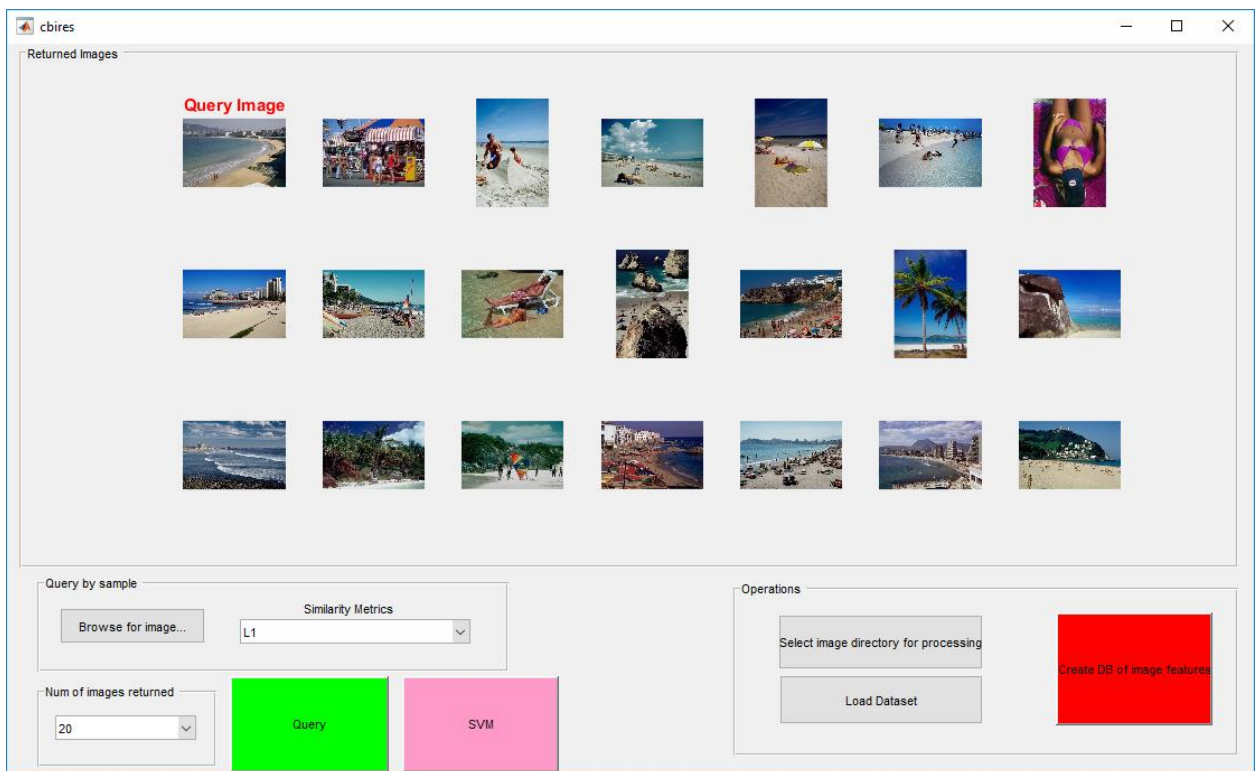 cbires
Returned Images
Query Image
Query by sample
Browse for image...
Similarity Metrics
L1
Num of images returned
20
Query
SVM
Operations
Select image directory for processing
Load Dataset
Create DB of image features